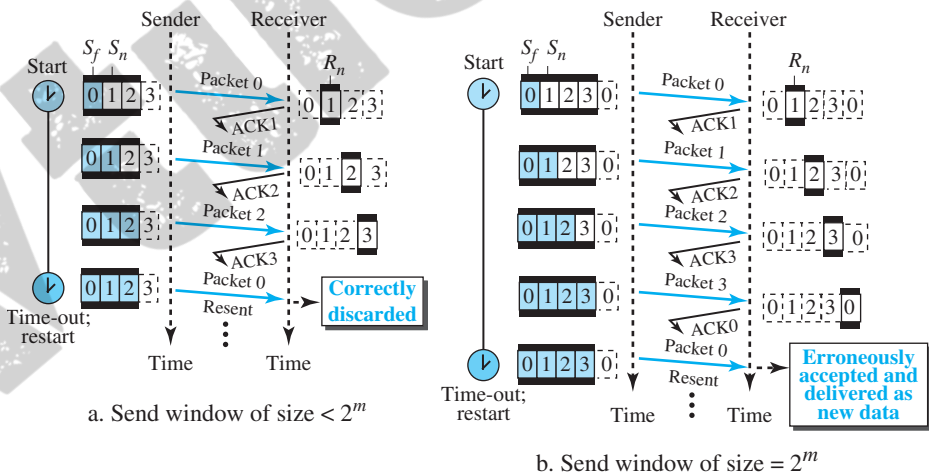 Sender Receiver
S_f S_n
R_n
Start
0 1 2 3
Packet 0
0 1 2 3
ACK1
0 1 2 3
Packet 1
0 1 2 3
ACK2
0 1 2 3
Packet 2
0 1 2 3
ACK3
0 1 2 3
Packet 0
Resent
Correctly
discarded
Time-out;
restart
Time Time
a. Send window of size < 2^m
Sender Receiver
S_f S_n
R_n
Start
0 1 2 3 0
Packet 0
0 1 2 3 0
ACK1
0 1 2 3 0
Packet 1
0 1 2 3 0
ACK2
0 1 2 3 0
Packet 2
0 1 2 3 0
ACK3
0 1 2 3 0
Packet 3
0 1 2 3 0
ACK0
0 1 2 3 0
Packet 0
Resent
Erroneously
accepted and
delivered as
new data
Time-out;
restart
Time Time
b. Send window of size = 2^m